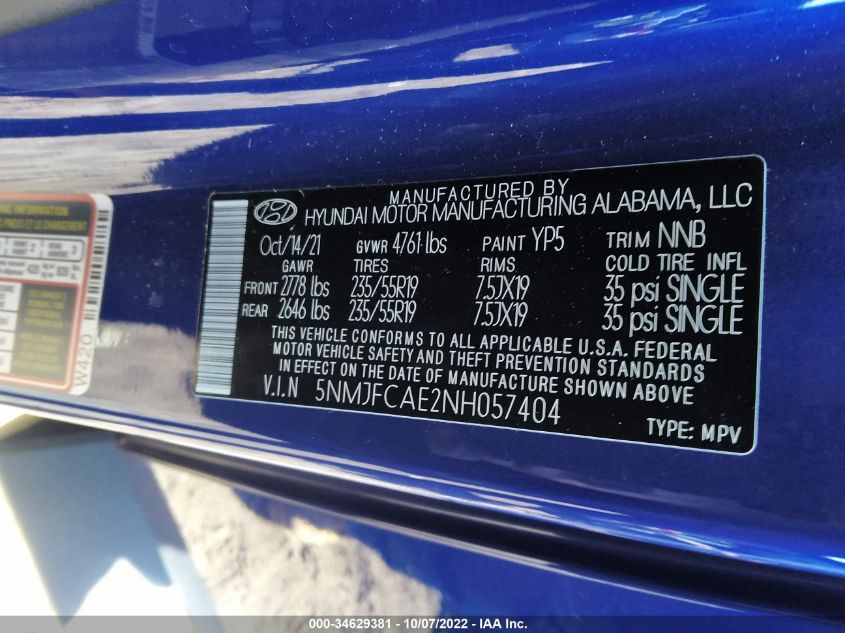 MANUFACTURED BY
HYUNDAI MOTOR MANUFACTURING ALABAMA, LLC
Oct/14/21 GVWR 4761 lbs PAINT YP5 TRIM NNB
GAWR TIRES RIMS COLD TIRE INFL
FRONT 2778 lbs 235/55R19 7.5JX19 35 psi SINGLE
REAR 2646 lbs 235/55R19 7.5JX19 35 psi SINGLE
THIS VEHICLE CONFORMS TO ALL APPLICABLE U.S.A. FEDERAL
MOTOR VEHICLE SAFETY AND THEFT PREVENTION STANDARDS
IN EFFECT ON THE DATE OF MANUFACTURE SHOWN ABOVE.
V.I.N 5NMJFCAE2NH057404
TYPE: MPV
INFORMATION
LE CHARGEMENT
W420
000-34629381 - 10/07/2022 - IAA Inc.